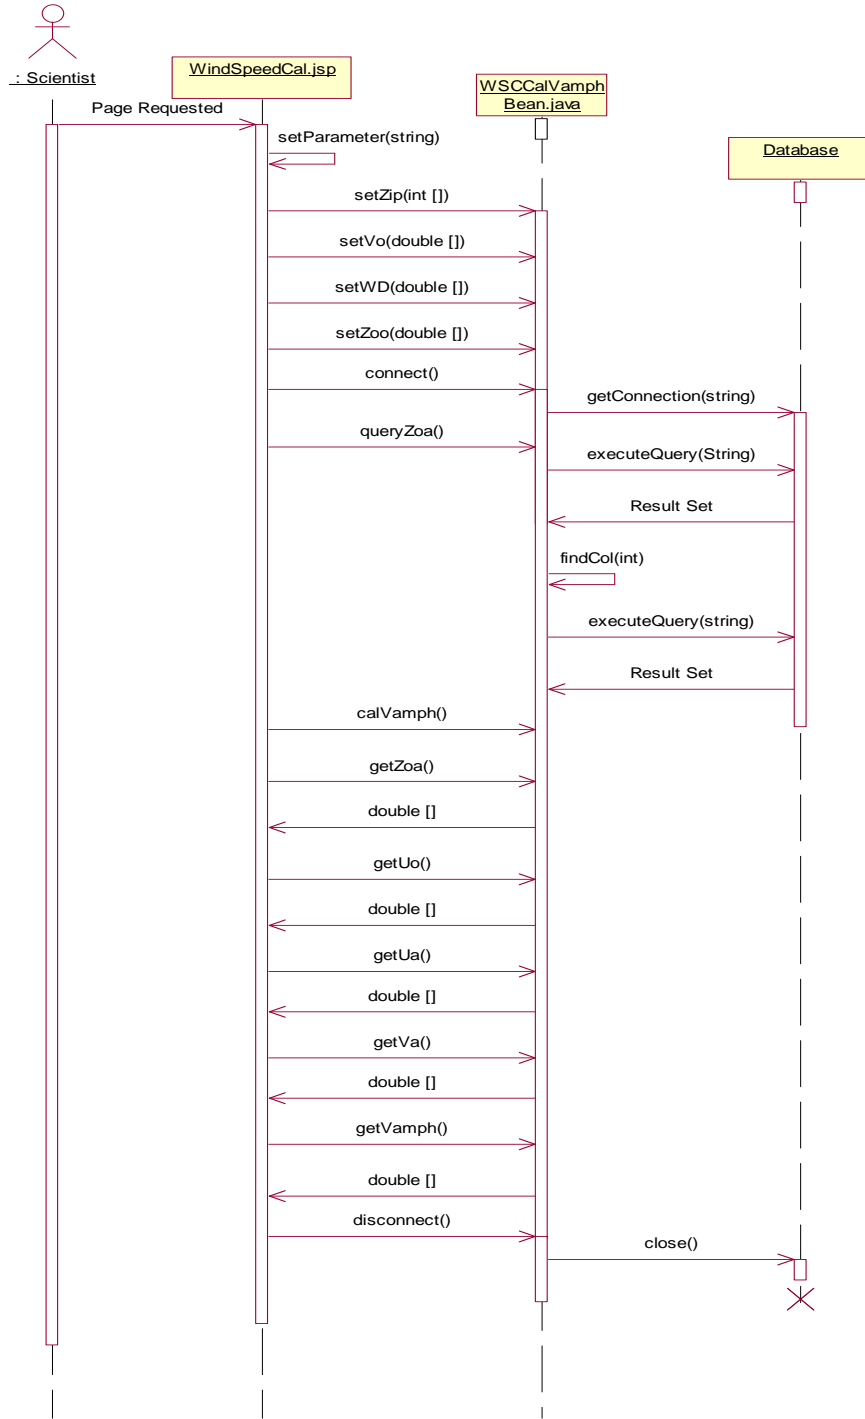 _: Scientist
WindSpeedCal.jsp
WSCCalVamph
Bean.java
Database
Page Requested
setParameter(string)
setZip(int [])
setVo(double [])
setWD(double [])
setZoo(double [])
connect()
getConnection(string)
queryZoa()
executeQuery(String)
Result Set
findCol(int)
executeQuery(string)
Result Set
calVamph()
getZoa()
double []
getUo()
double []
getUa()
double []
getVa()
double []
getVamph()
double []
disconnect()
close()